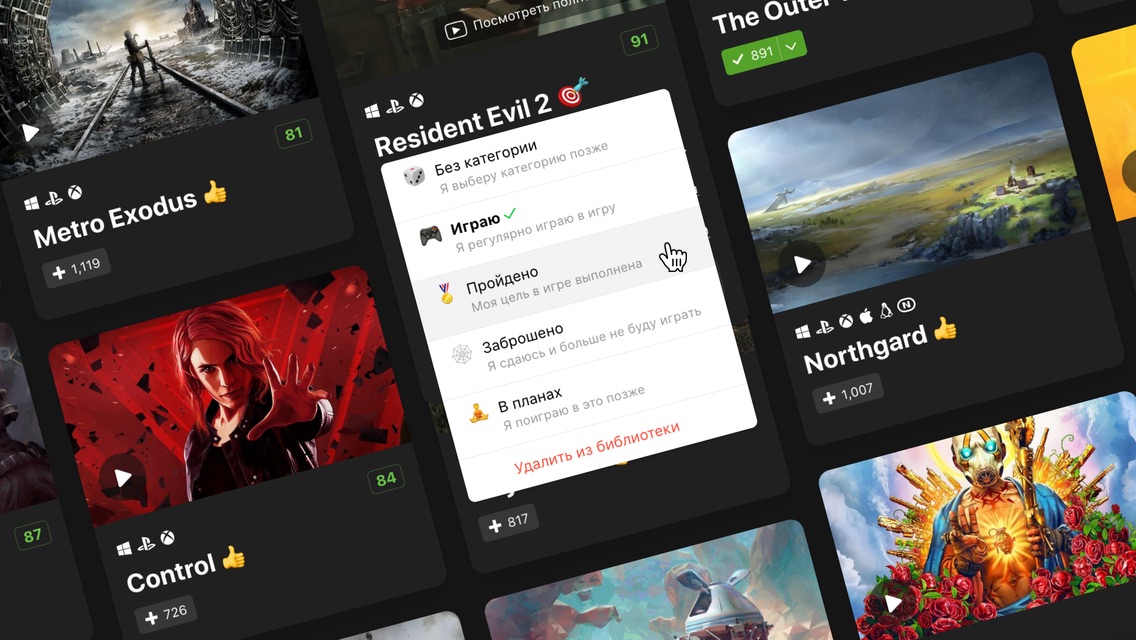 81
Metro Exodus
1,119
87
84
Control
726
Посмотреть
91
Resident Evil 2
Без категории
Я выберу категорию позже
Играю
Я регулярно играю в игру
Пройдено
Моя цель в игре выполнена
Заброшено
Я сдаюсь и больше не буду играть
В планах
Я поиграю в это позже
Удалить из библиотеки
817
The Outer
891
Northgard
1,007